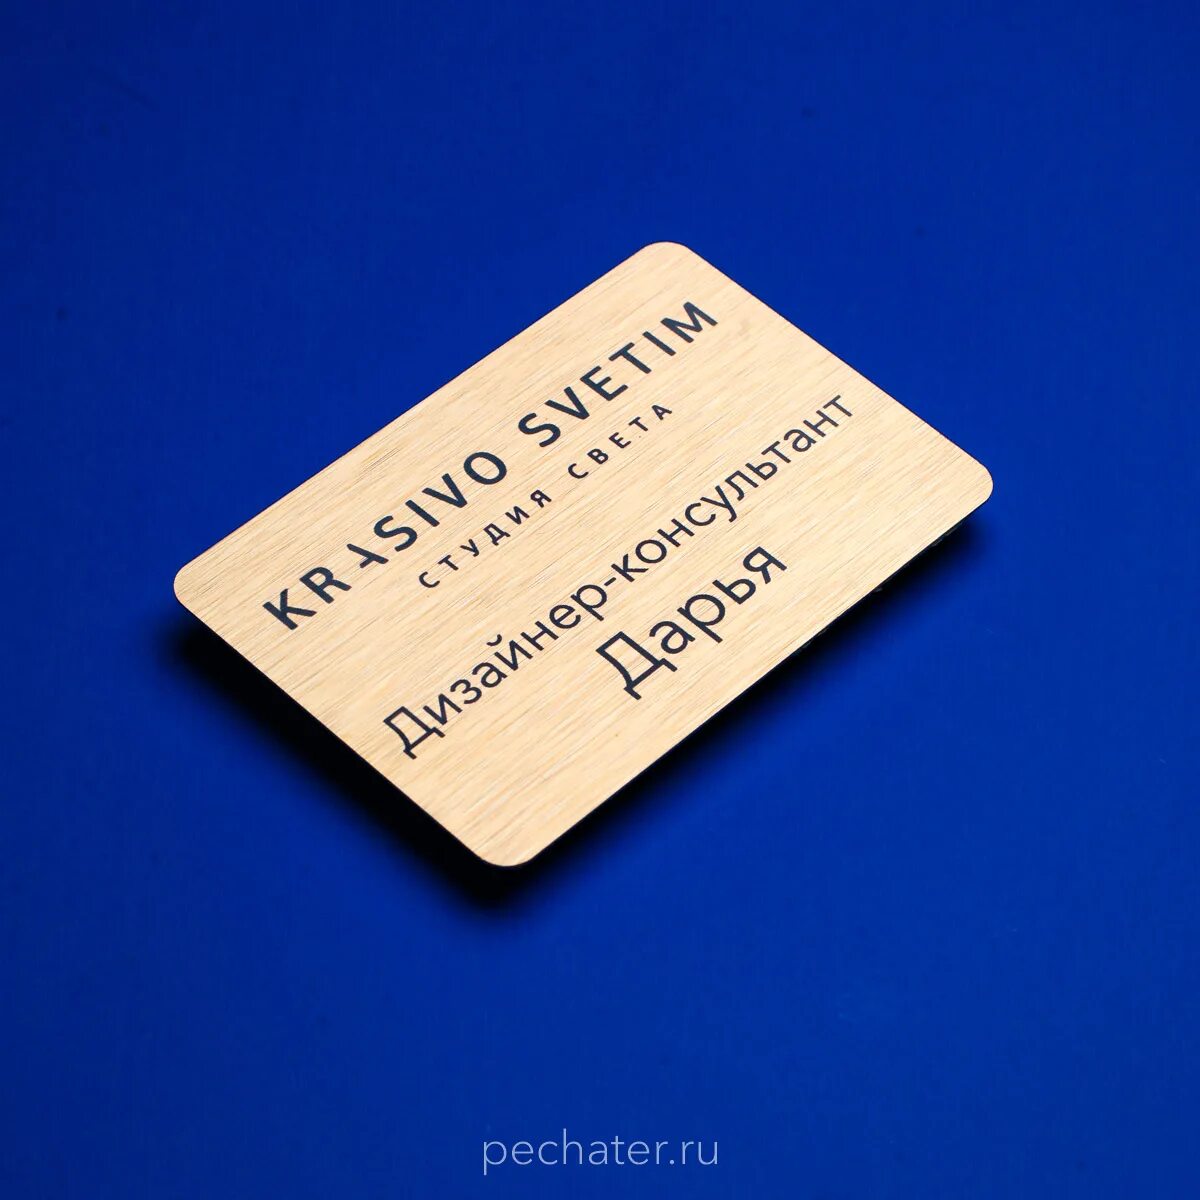 KRASIVO SVETIM
СТУДИЯ СВЕТА
Дизайнер-консультант
Дарья
pechater.ru